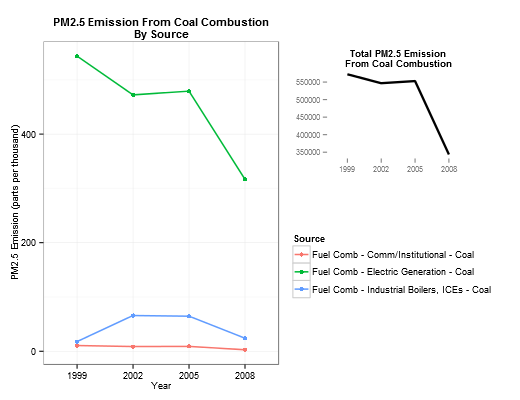 PM2.5 Emission From Coal Combustion
By Source
PM2.5 Emission (parts per thousand)
400
200
0
1999 2002 2005 2008
Year
Total PM2.5 Emission
From Coal Combustion
550000
500000
450000
400000
350000
1999 2002 2005 2008
Source
Fuel Comb - Comm/Institutional - Coal
Fuel Comb - Electric Generation - Coal
Fuel Comb - Industrial Boilers, ICEs - Coal